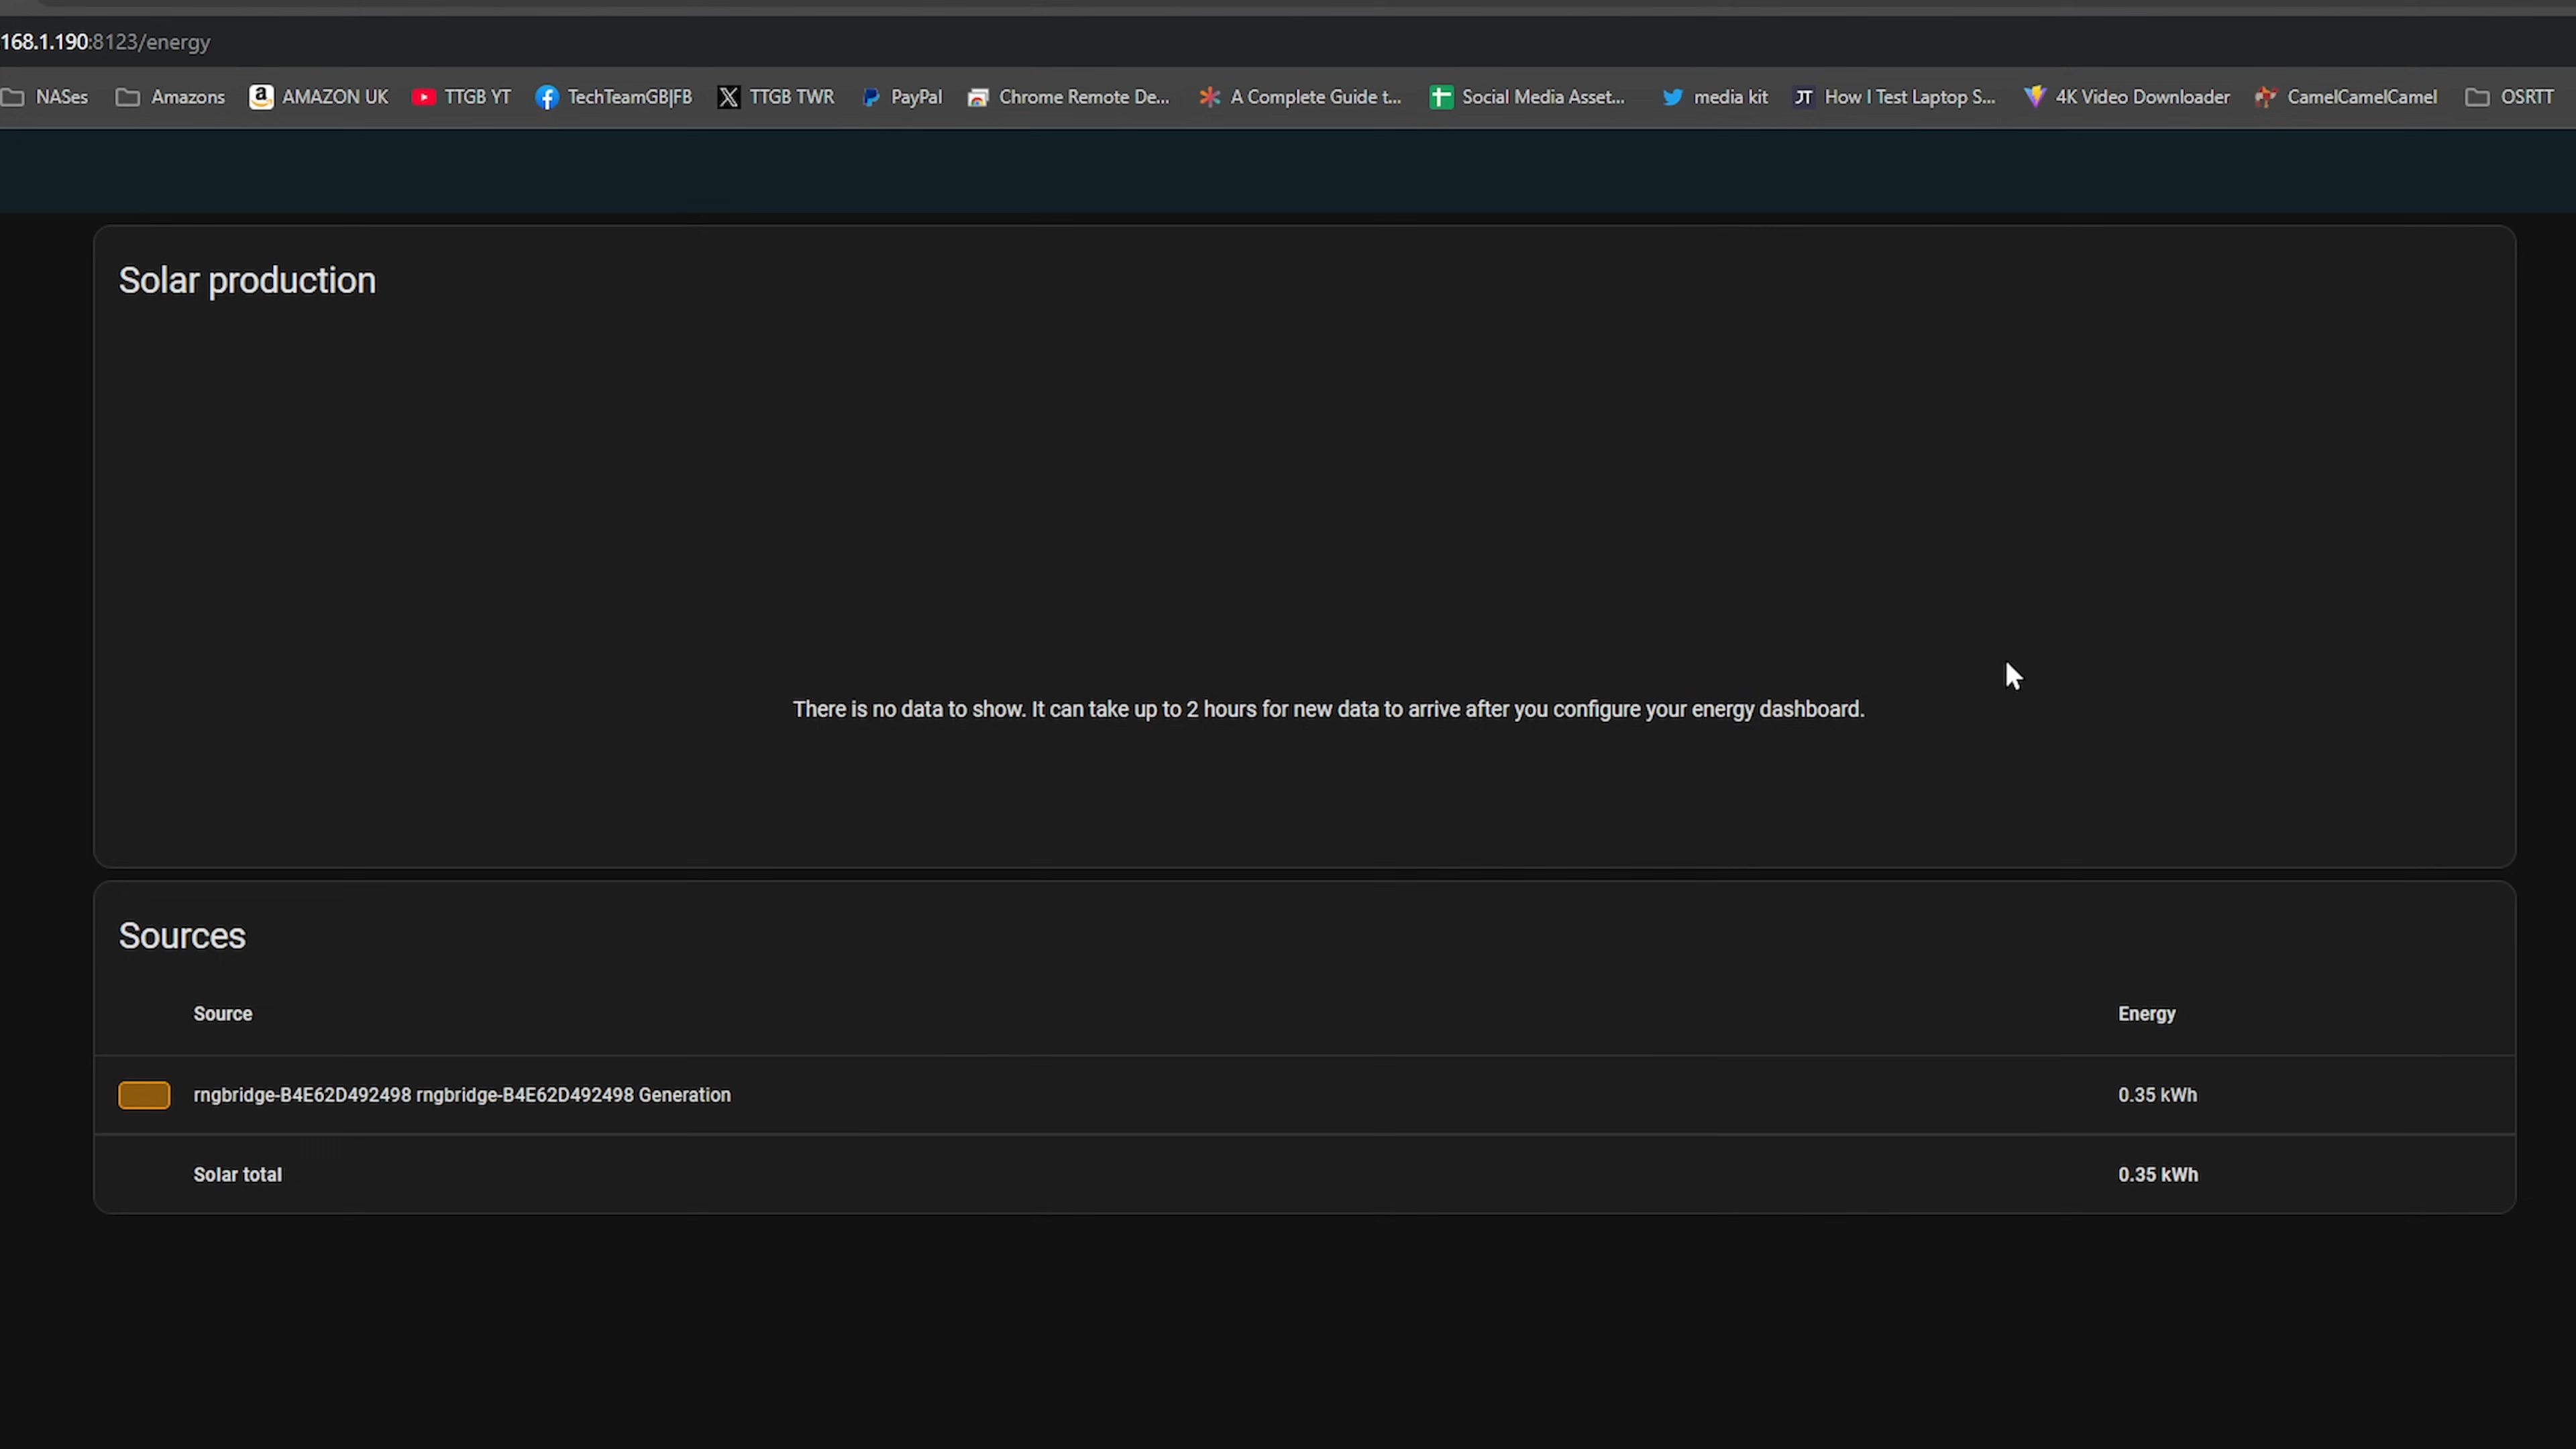 168.1.190:8123/energy
NASes Amazons AMAZON UK TTGB YT TechTeamGB|FB TTGB TWR PayPal Chrome Remote De... A Complete Guide t... Social Media Asset... media kit JT How I Test Laptop S... 4K Video Downloader CamelCamelCamel OSRTT
Solar production
There is no data to show. It can take up to 2 hours for new data to arrive after you configure your energy dashboard.
Sources
Source Energy
rngbridge-B4E62D492498 rngbridge-B4E62D492498 Generation 0.35 kWh
Solar total 0.35 kWh